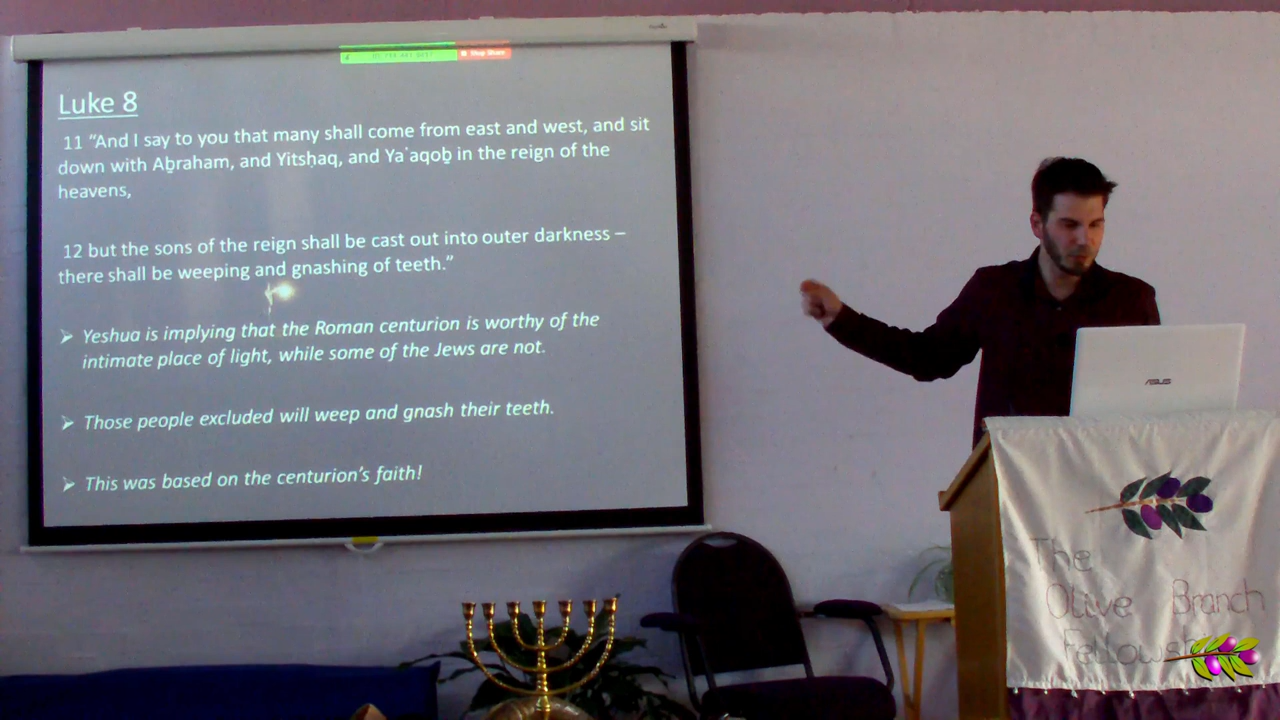 Stop Share
Luke 8
11 “And I say to you that many shall come from east and west, and sit
down with Aḇraham, and Yitsḥaq, and Yaʽaqoḇ in the reign of the
heavens,
12 but the sons of the reign shall be cast out into outer darkness –
there shall be weeping and gnashing of teeth.”
➢ Yeshua is implying that the Roman centurion is worthy of the
intimate place of light, while some of the Jews are not.
➢ Those people excluded will weep and gnash their teeth.
➢ This was based on the centurion’s faith!
ASUS
The
Olive Branch